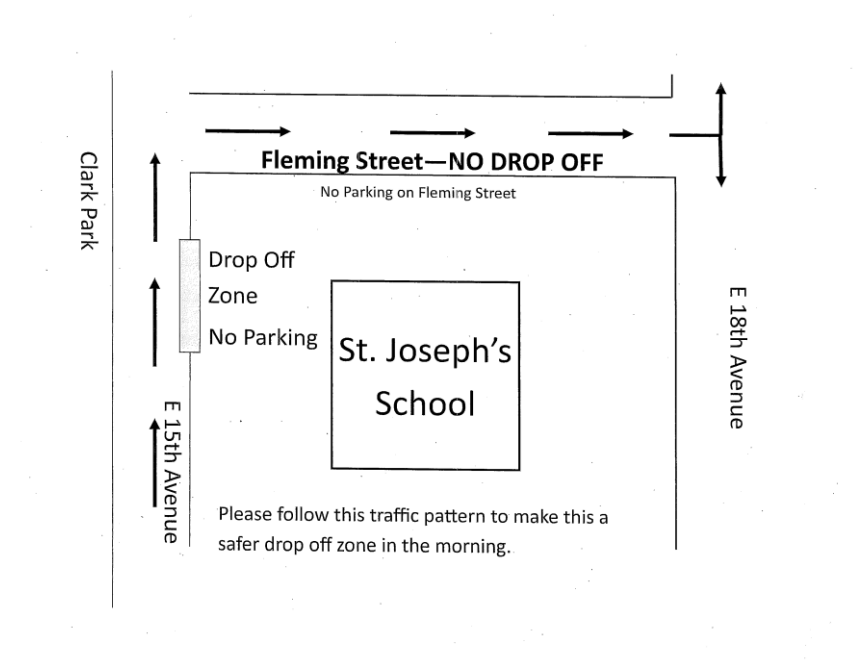 Fleming Street—NO DROP OFF
No Parking on Fleming Street
Clark Park
Drop Off
Zone
No Parking
St. Joseph's
School
E 15th Avenue
E 18th Avenue
Please follow this traffic pattern to make this a
safer drop off zone in the morning.